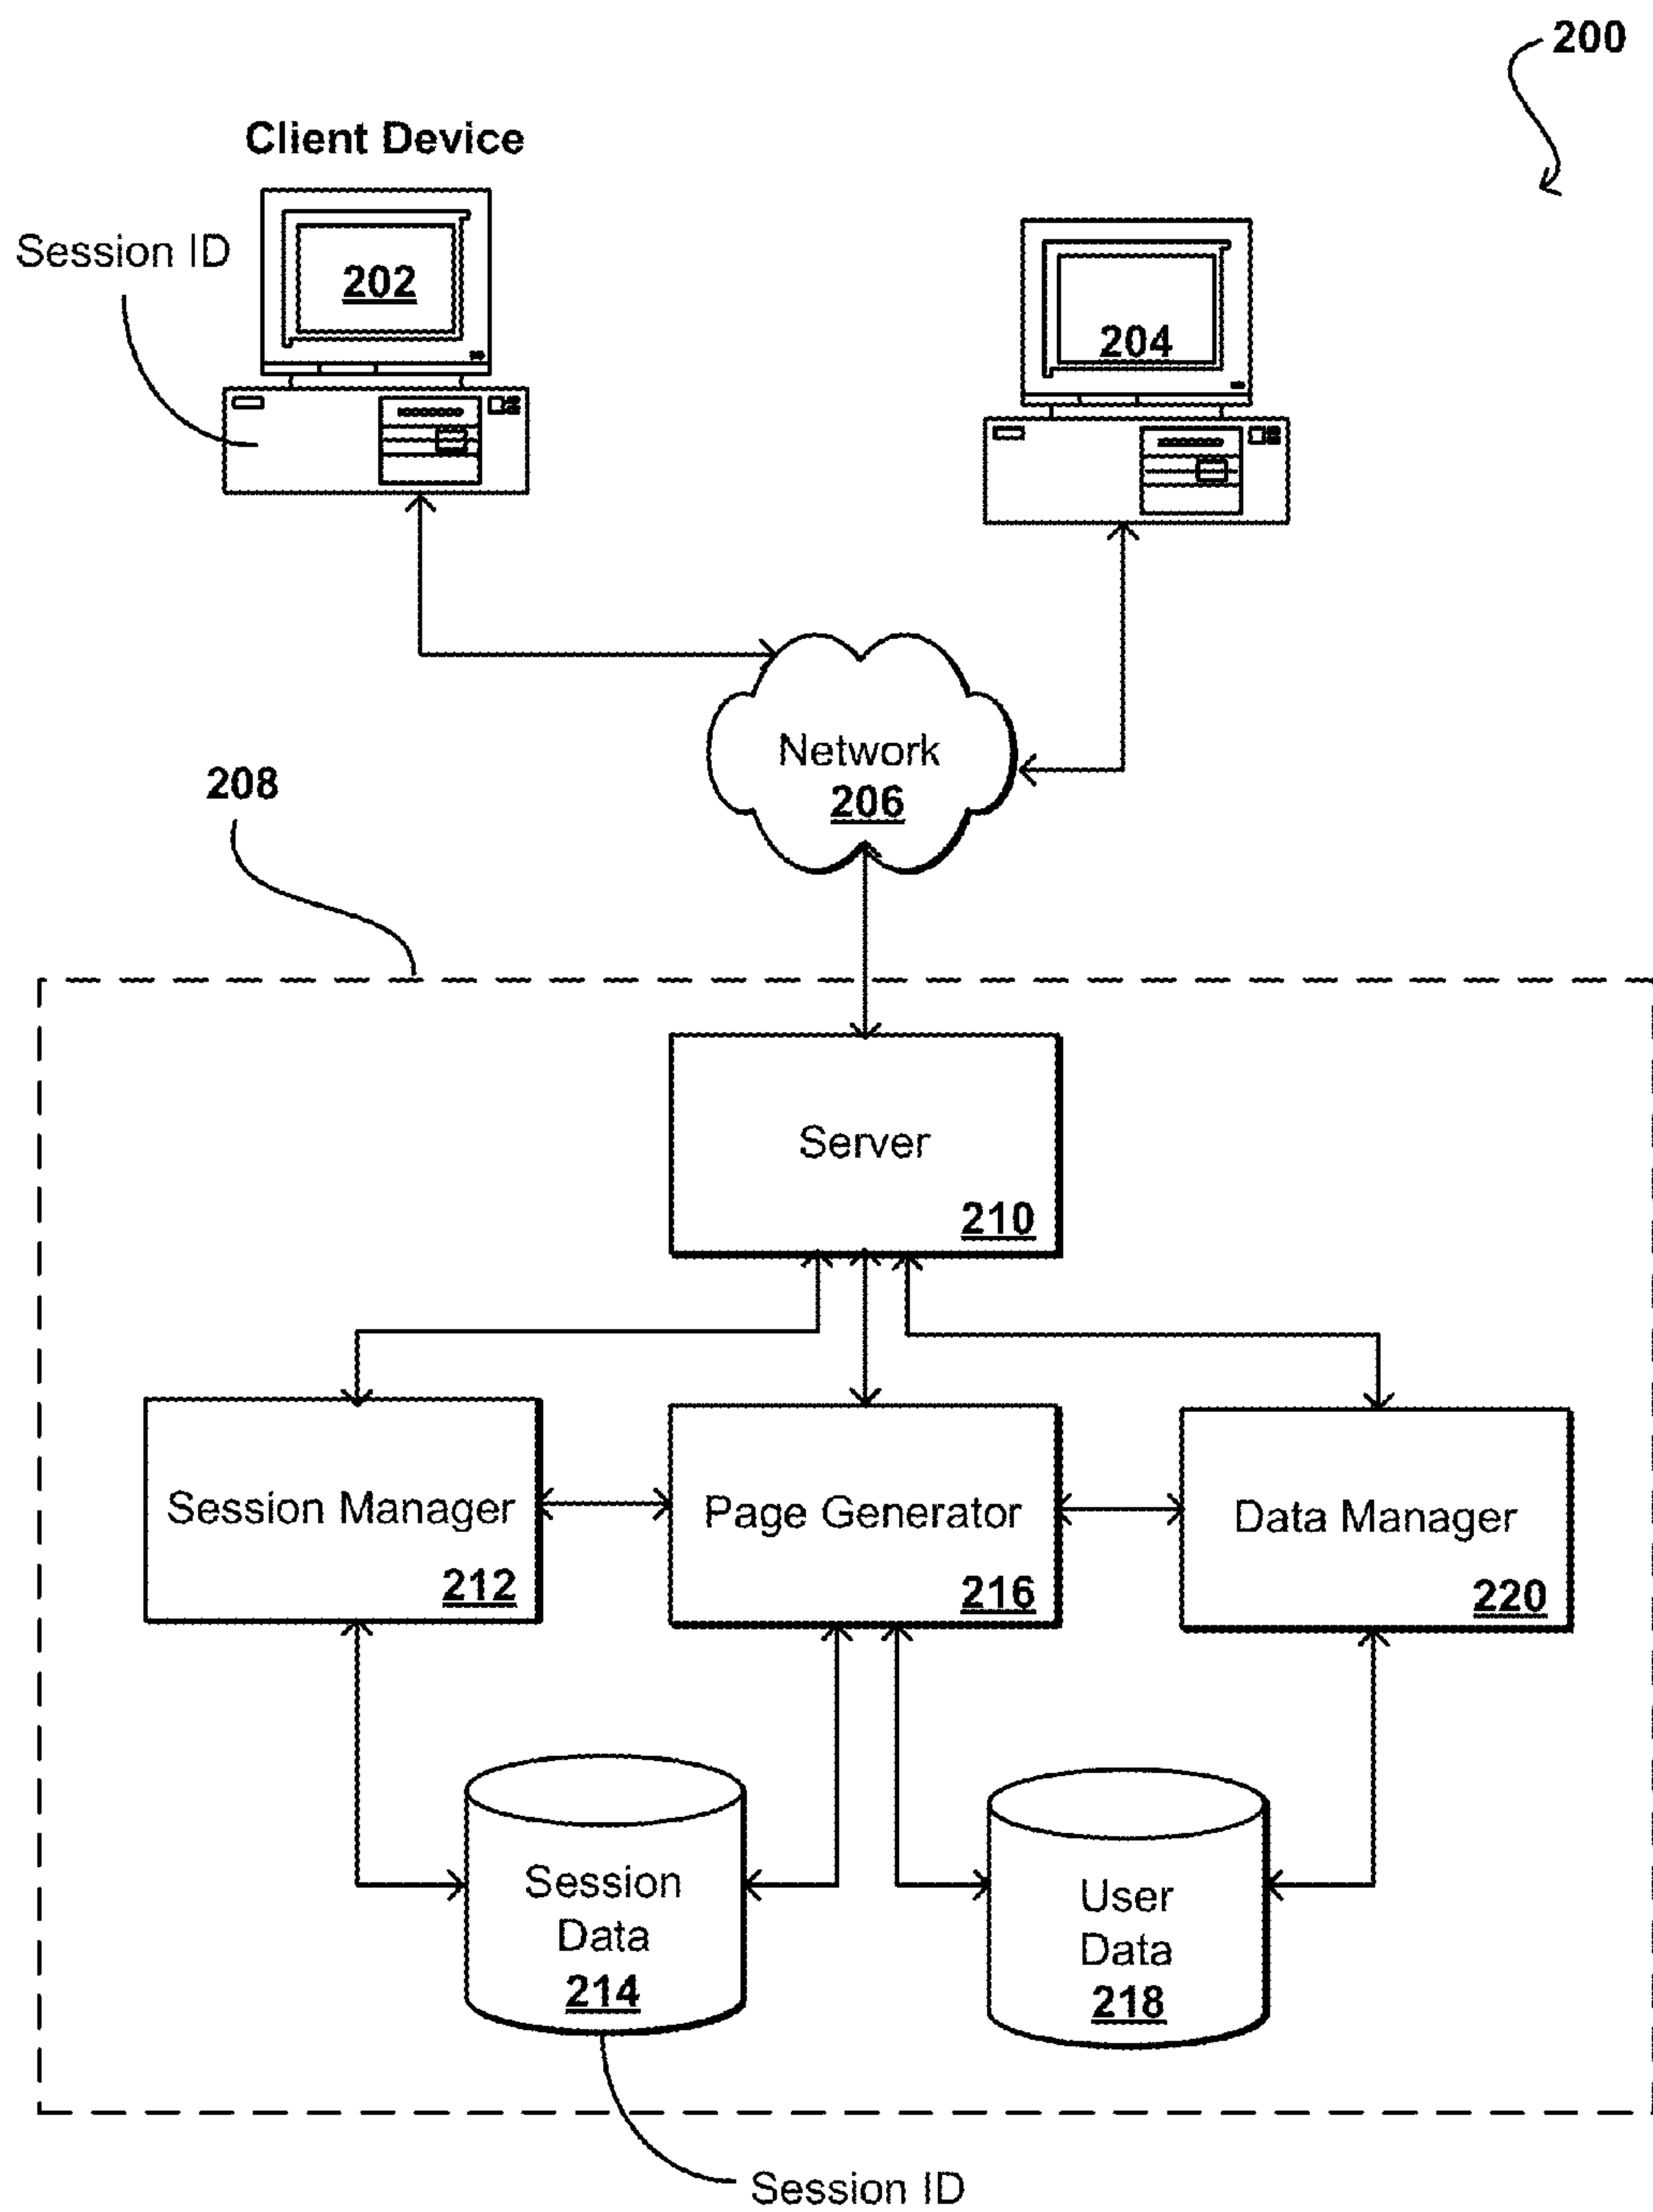 200
Client Device
Session ID
202
204
Network
206
208
Server
210
Session Manager
212
Page Generator
216
Data Manager
220
Session
Data
214
User
Data
218
Session ID